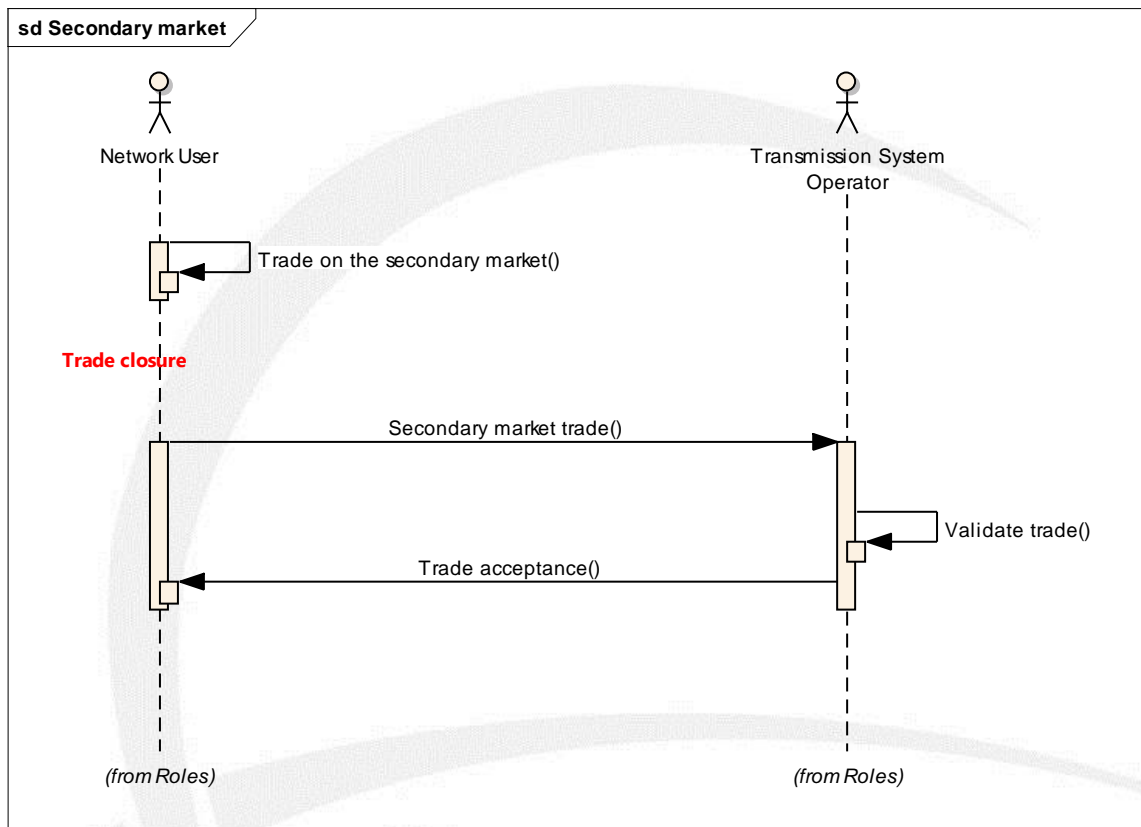 sd Secondary market
Network User
Transmission System
Operator
Trade on the secondary market()
Trade closure
Secondary market trade()
Validate trade()
Trade acceptance()
(from Roles)
(from Roles)